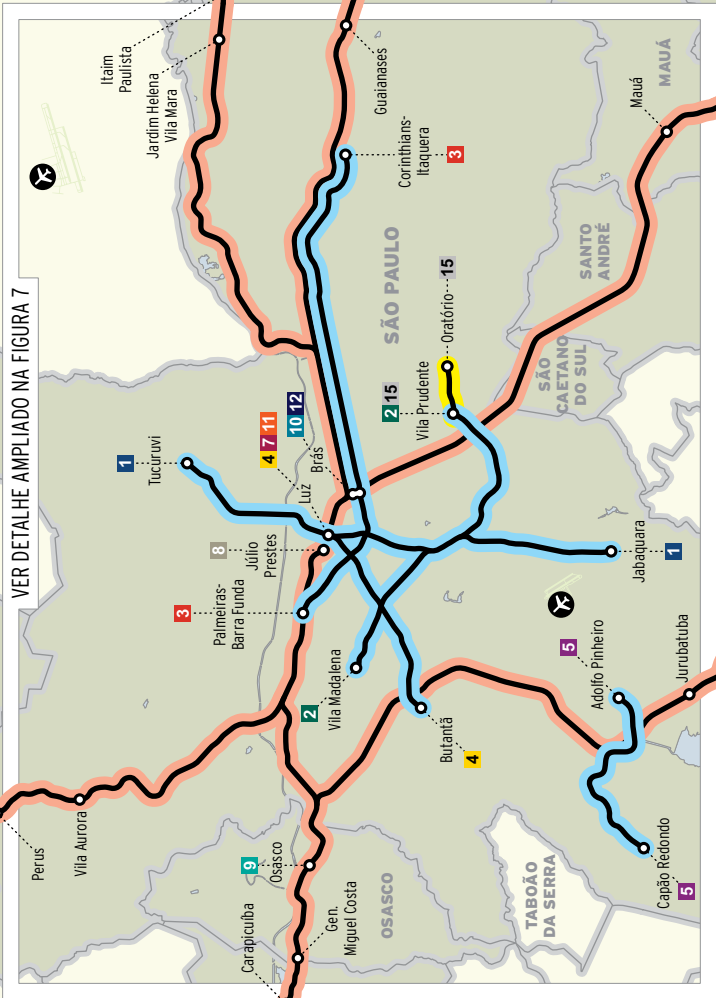 VER DETALHE AMPLIADO NA FIGURA 7
Perus
Vila Aurora
Carapicuíba
Gen.
Miguel Costa
9
Osasco
OSASCO
TABOÃO
DA SERRA
Capão Redondo
5
5
Adolfo Pinheiro
Jurubatuba
Butantã
4
2
Vila Madalena
3
Palmeiras-
Barra Funda
8
Júlio
Prestes
1
Tucuruvi
4 7 11
Luz
10 12
Brás
Jabaquara
1
2 15
Vila Prudente
Oratório
15
SÃO PAULO
SÃO
CAETANO
DO SUL
SANTO
ANDRÉ
MAUÁ
Mauá
Corinthians-
Itaquera
3
Guaianases
Jardim Helena
Vila Mara
Itaim
Paulista